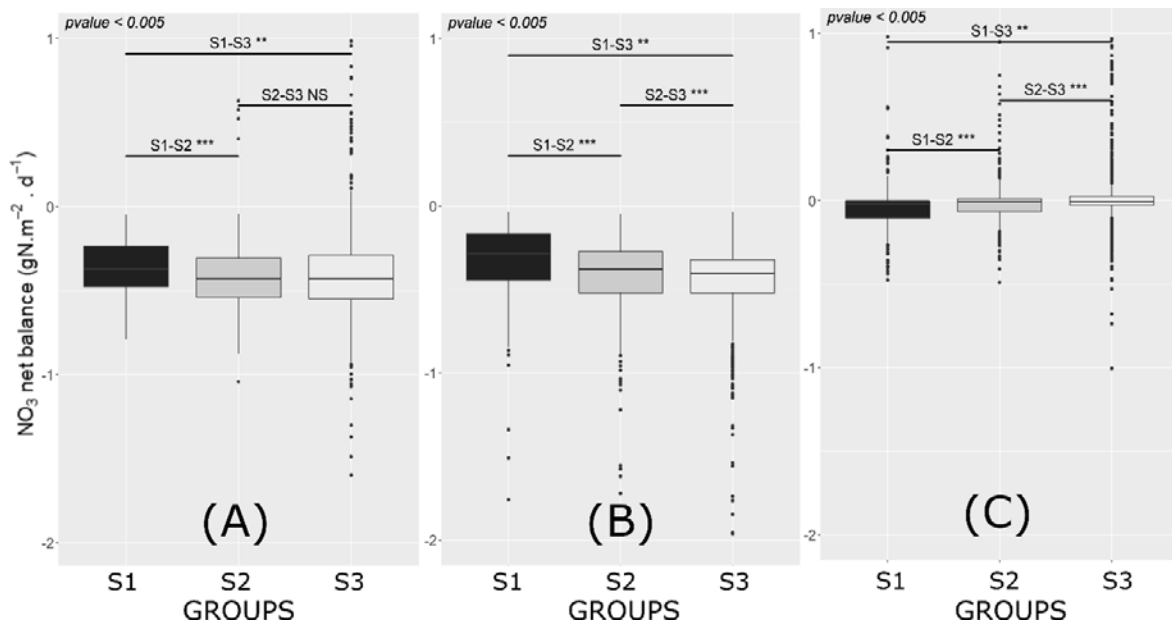 NO₃ net balance (gN.m⁻² . d⁻¹)
pvalue < 0.005
1
S1-S3 **
S2-S3 NS
S1-S2 ***
0
-1
-2
(A)
S1 S2 S3
GROUPS
pvalue < 0.005
1
S1-S3 **
S2-S3 ***
S1-S2 ***
0
-1
-2
(B)
S1 S2 S3
GROUPS
pvalue < 0.005
1
S1-S3 **
S2-S3 ***
S1-S2 ***
0
-1
-2
(C)
S1 S2 S3
GROUPS